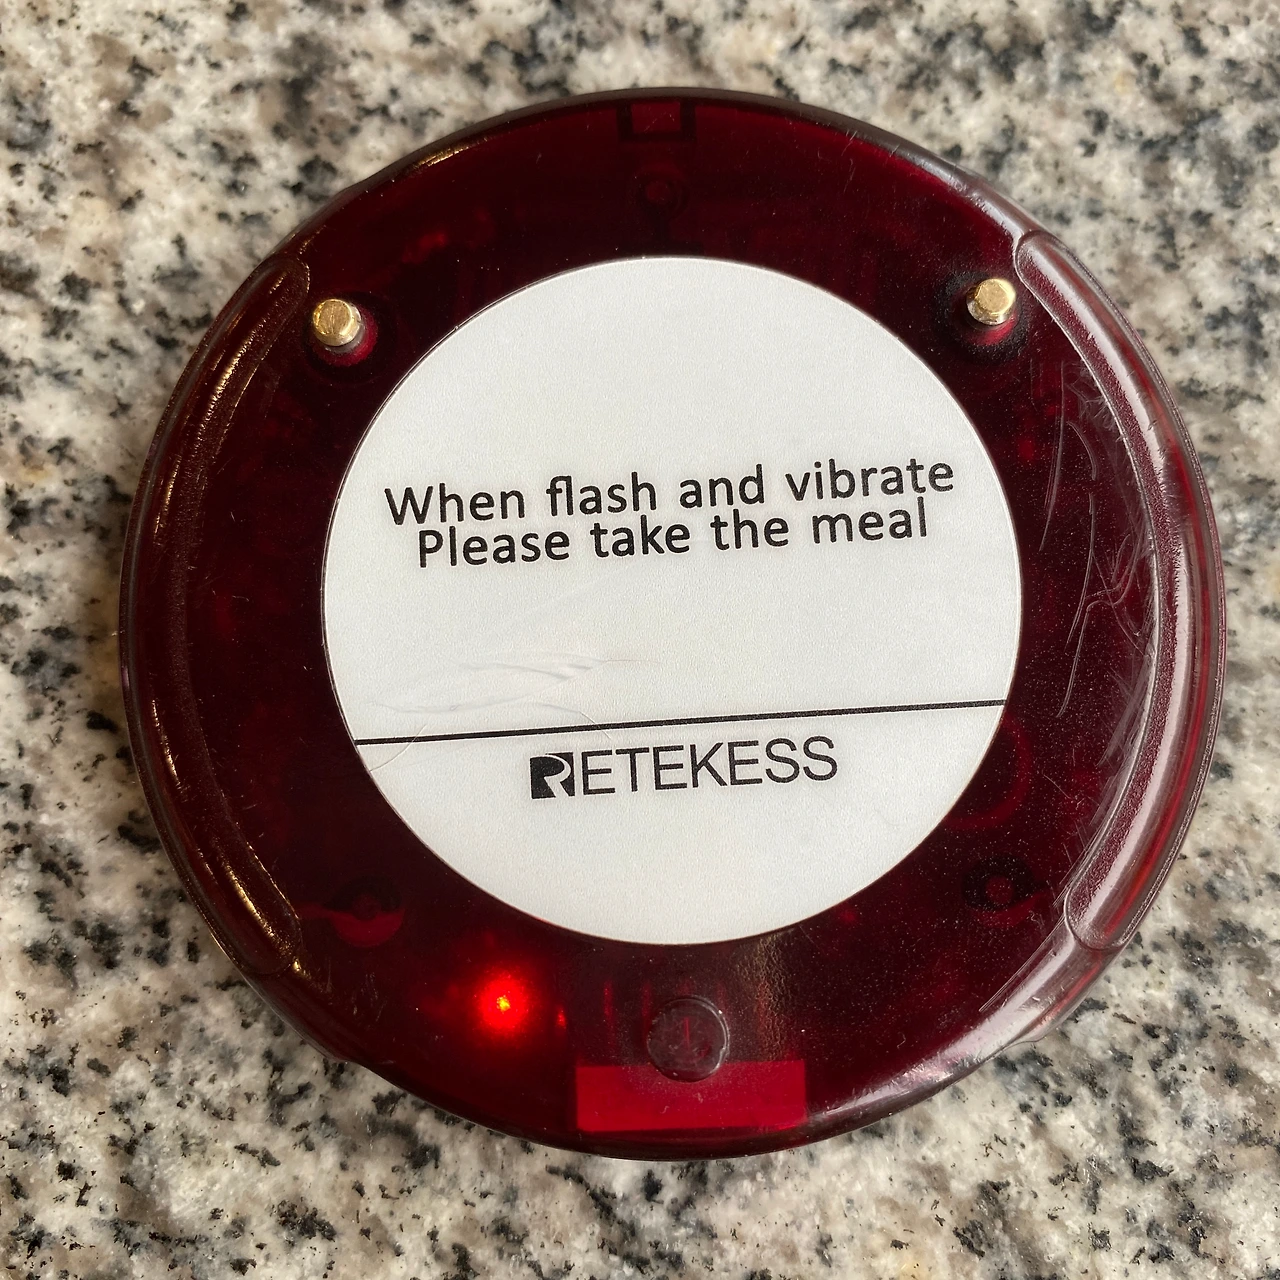 When flash and vibrate
Please take the meal
RETEKESS